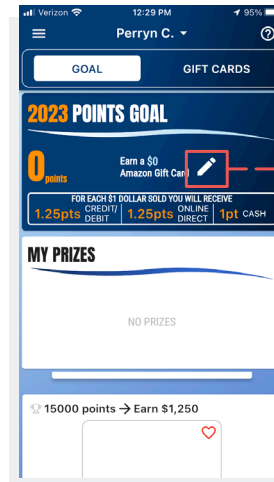 Verizon 12:29 PM 95%
Perryn C.
GOAL GIFT CARDS
2023 POINTS GOAL
0 points
Earn a $0
Amazon Gift Card
FOR EACH $1 DOLLAR SOLD YOU WILL RECEIVE
1.25pts CREDIT/ DEBIT 1.25pts ONLINE DIRECT 1pt CASH
MY PRIZES
NO PRIZES
15000 points → Earn $1,250